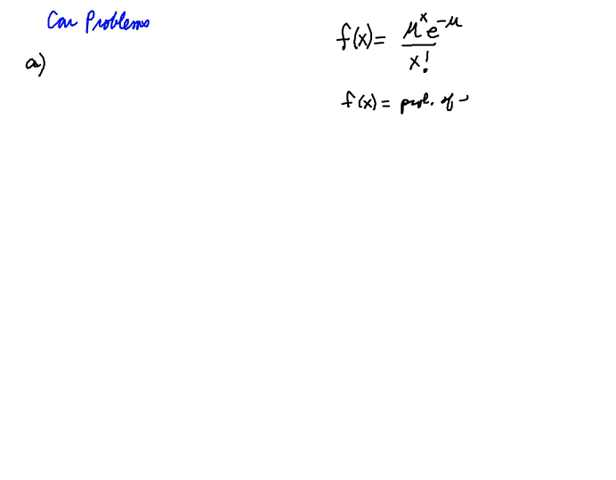 Car Problems
a)
f(x) = μ^x e^-μ / x!
f(x) = prob. of